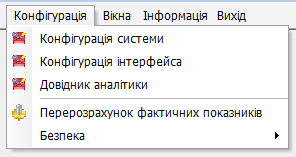 Конфігурація Вікна Інформація Вихід
Конфігурація системи
Конфігурація інтерфейса
Довідник аналітики
Перерозрахунок фактичних показників
Безпека